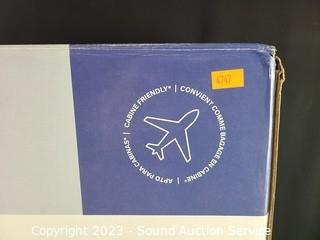 4747
CABINE FRIENDLY* | CONVIENT COMME BAGAGE EN CABINE* | APTO PARA CABINAS* |
Copyright 2023 - Sound Auction Service